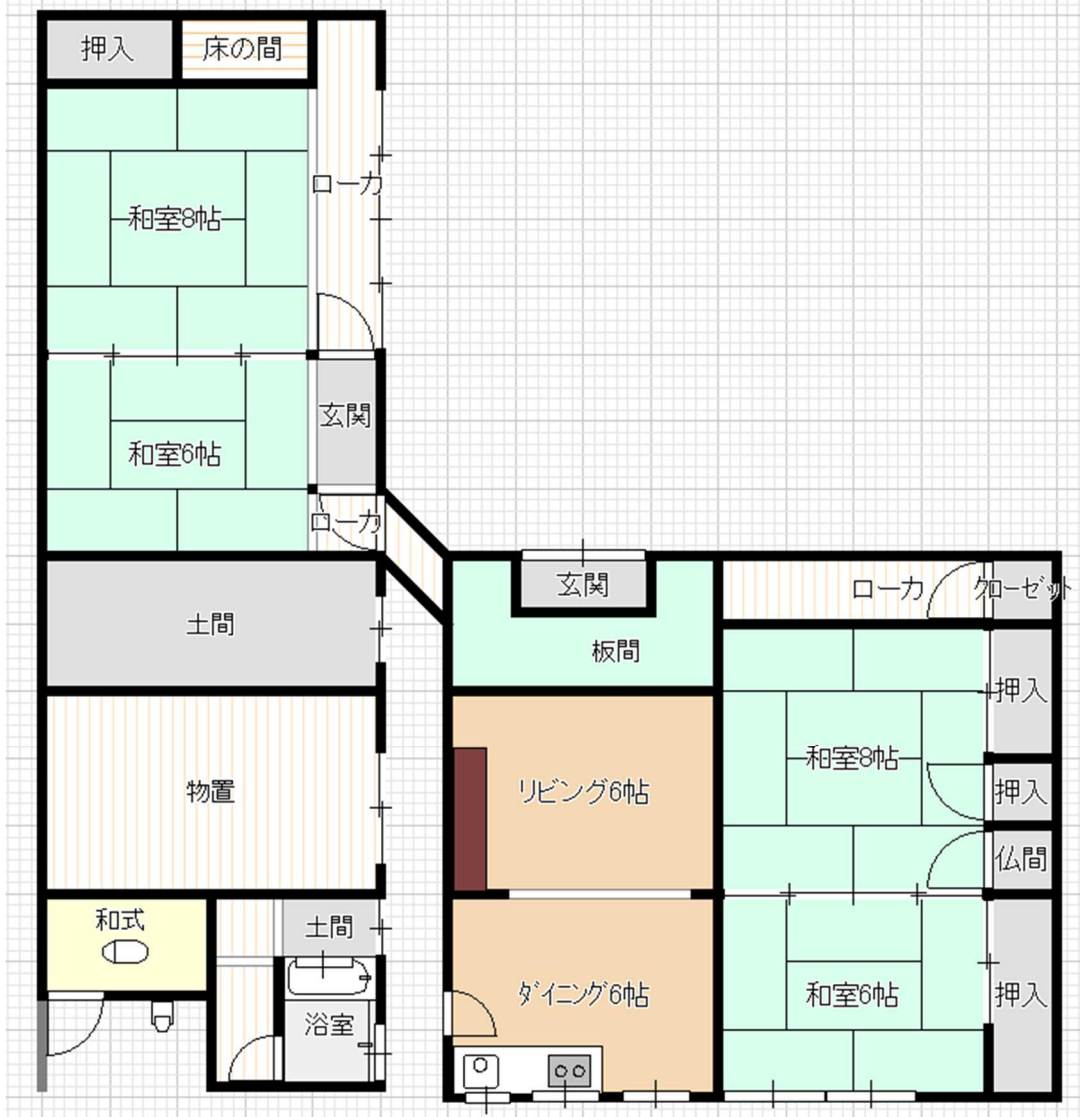 押入
床の間
ローカ
和室8帖
玄関
和室6帖
ローカ
土間
物置
和式
土間
浴室
玄関
板間
リビング6帖
ダイニング6帖
ローカ
クローゼット
押入
和室8帖
押入
仏間
和室6帖
押入